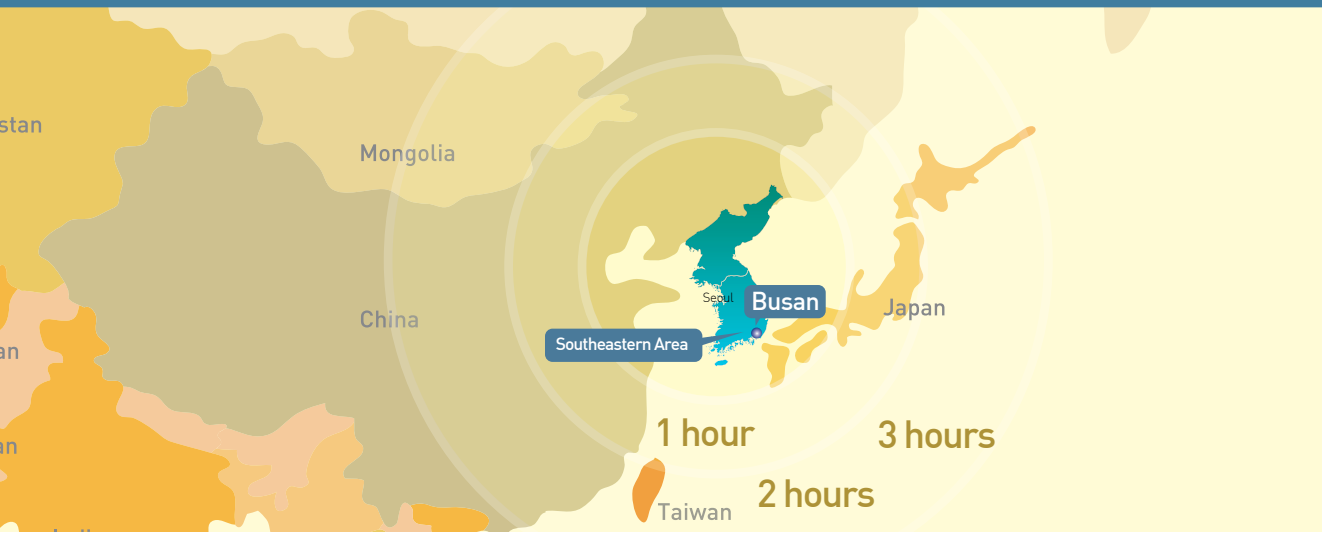 stan
Mongolia
Seoul
Busan
Japan
China
Southeastern Area
an
1 hour
3 hours
an
2 hours
Taiwan